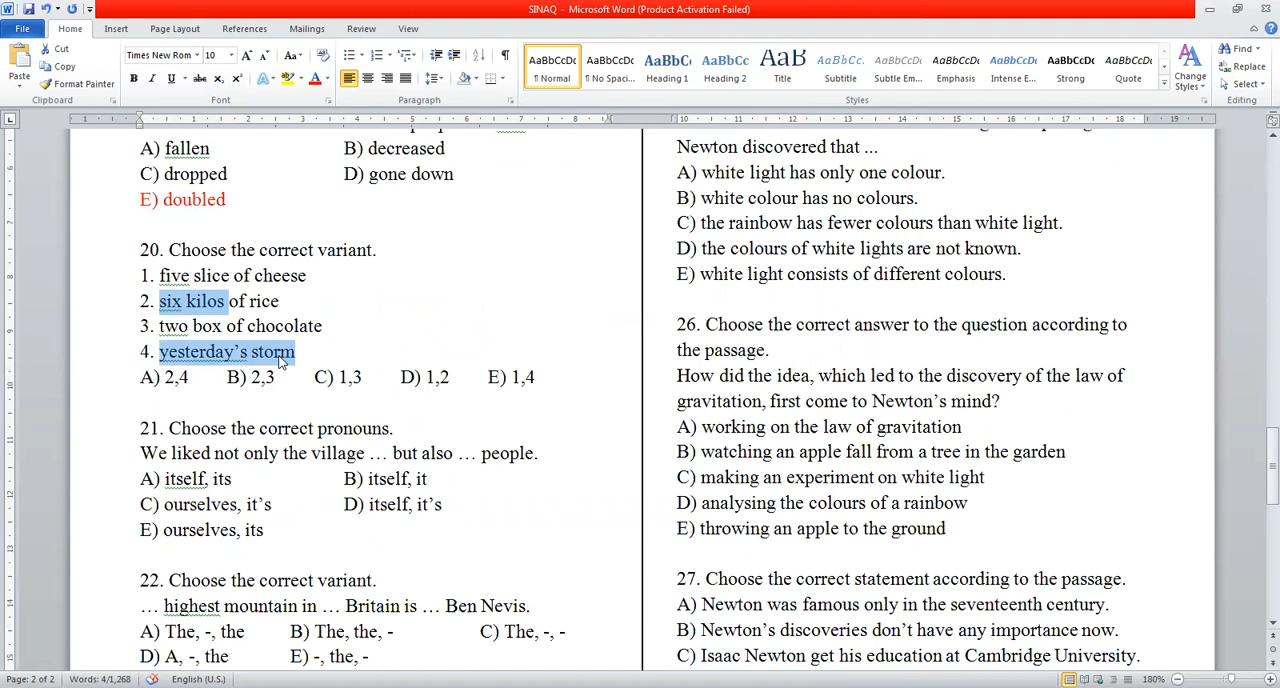 SINAQ - Microsoft Word (Product Activation Failed)
File Home Insert Page Layout References Mailings Review View
Paste
Cut
Copy
Format Painter
Clipboard
Times New Rom 10
B I U abc
Font
Paragraph
AaBbCcDc AaBbCcDc AaBbC AaBbCc AaB AaBbCc. AaBbCcDc AaBbCcDc AaBbCcDc AaBbCcDc AaBbCcDc
¶ Normal ¶ No Spaci... Heading 1 Heading 2 Title Subtitle Subtle Em... Emphasis Intense E... Strong Quote
Styles
Change Styles
Find
Replace
Select
Editing
A) fallen B) decreased
C) dropped D) gone down
E) doubled
20. Choose the correct variant.
1. five slice of cheese
2. six kilos of rice
3. two box of chocolate
4. yesterday’s storm
A) 2,4 B) 2,3 C) 1,3 D) 1,2 E) 1,4
21. Choose the correct pronouns.
We liked not only the village … but also … people.
A) itself, its B) itself, it
C) ourselves, it’s D) itself, it’s
E) ourselves, its
22. Choose the correct variant.
… highest mountain in … Britain is … Ben Nevis.
A) The, -, the B) The, the, - C) The, -, -
D) A, -, the E) -, the, -
Newton discovered that ...
A) white light has only one colour.
B) white colour has no colours.
C) the rainbow has fewer colours than white light.
D) the colours of white lights are not known.
E) white light consists of different colours.
26. Choose the correct answer to the question according to
the passage.
How did the idea, which led to the discovery of the law of
gravitation, first come to Newton’s mind?
A) working on the law of gravitation
B) watching an apple fall from a tree in the garden
C) making an experiment on white light
D) analysing the colours of a rainbow
E) throwing an apple to the ground
27. Choose the correct statement according to the passage.
A) Newton was famous only in the seventeenth century.
B) Newton’s discoveries don’t have any importance now.
C) Isaac Newton get his education at Cambridge University.
Page: 2 of 2 Words: 4/1,268 English (U.S.) 180%